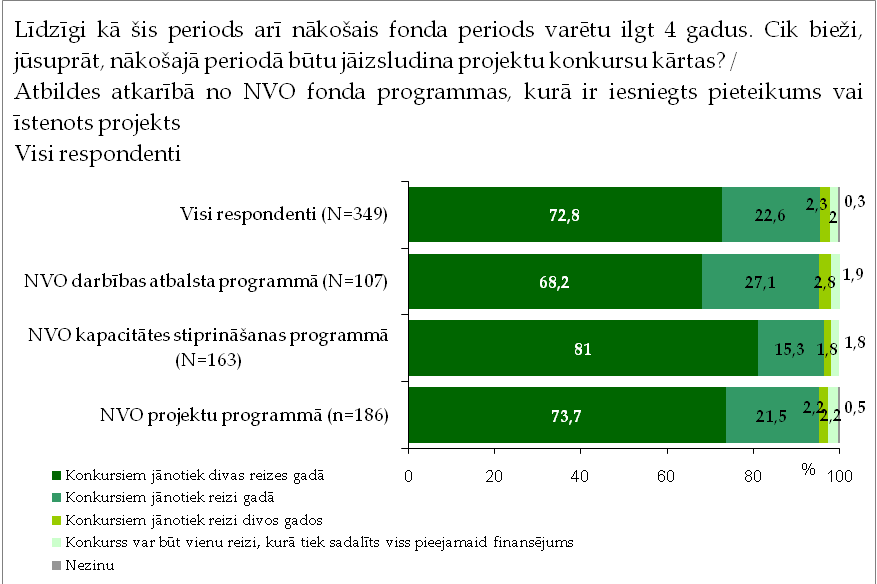 Līdzīgi kā šis periods arī nākošais fonda periods varētu ilgt 4 gadus. Cik bieži,
jūsuprāt, nākošajā periodā būtu jāizsludina projektu konkursu kārtas? /
Atbildes atkarībā no NVO fonda programmas, kurā ir iesniegts pieteikums vai
īstenots projekts
Visi respondenti
Visi respondenti (N=349)
72,8
22,6
2,3
2
0,3
NVO darbības atbalsta programmā (N=107)
68,2
27,1
2,8
1,9
NVO kapacitātes stiprināšanas programmā
(N=163)
81
15,3
1,8
1,8
NVO projektu programmā (n=186)
73,7
21,5
2,2
2,2
0,5
0
20
40
60
80
%
100
Konkursiem jānotiek divas reizes gadā
Konkursiem jānotiek reizi gadā
Konkursiem jānotiek reizi divos gados
Konkurss var būt vienu reizi, kurā tiek sadalīts viss pieejamaid finansējums
Nezinu